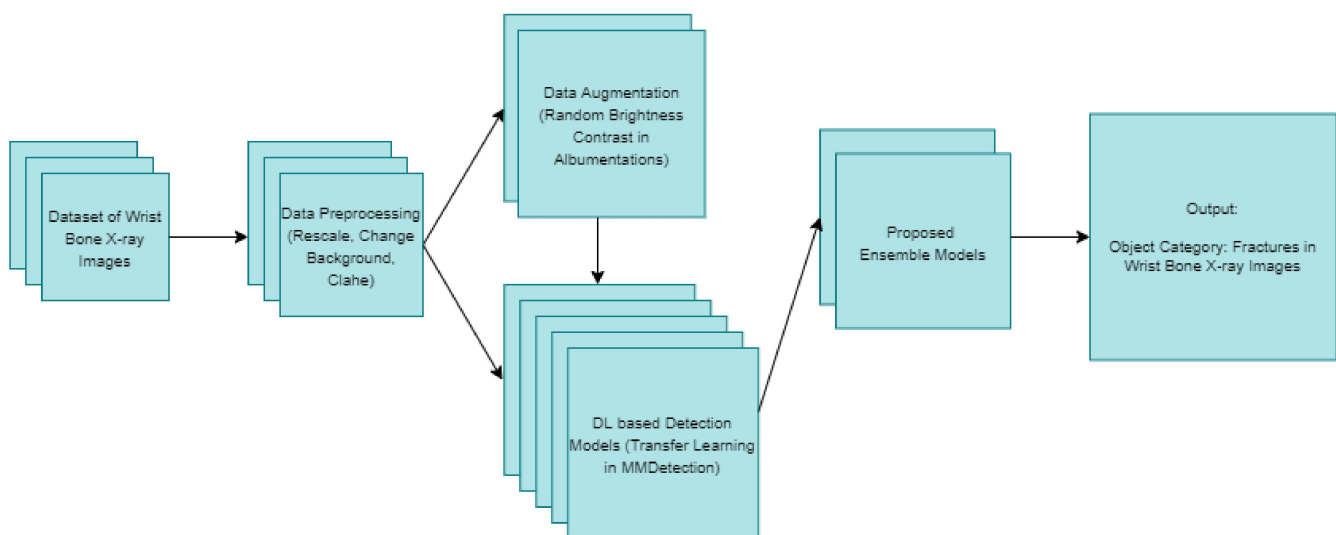 Dataset of Wrist
Bone X-ray
Images
Data Preprocessing
(Rescale, Change
Background,
Clahe)
Data Augmentation
(Random Brightness
Contrast in
Albumentations)
DL based Detection
Models (Transfer Learning
in MMDetection)
Proposed
Ensemble Models
Output:
Object Category: Fractures in
Wrist Bone X-ray Images